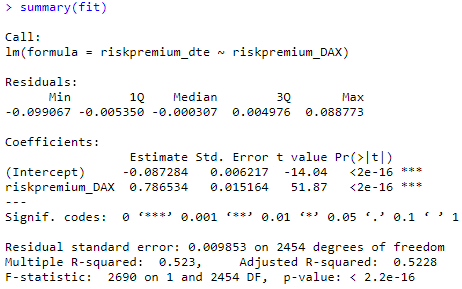 > summary(fit)
Call:
lm(formula = riskpremium_dte ~ riskpremium_DAX)
Residuals:
      Min        1Q    Median        3Q       Max
-0.099067 -0.005350 -0.000307  0.004976  0.088773
Coefficients:
                 Estimate Std. Error t value Pr(>|t|)
(Intercept)     -0.087284   0.006217  -14.04   <2e-16 ***
riskpremium_DAX  0.786534   0.015164   51.87   <2e-16 ***
---
Signif. codes:  0 ‘***’ 0.001 ‘**’ 0.01 ‘*’ 0.05 ‘.’ 0.1 ‘ ’ 1
Residual standard error: 0.009853 on 2454 degrees of freedom
Multiple R-squared:  0.523,	Adjusted R-squared:  0.5228
F-statistic:  2690 on 1 and 2454 DF,  p-value: < 2.2e-16